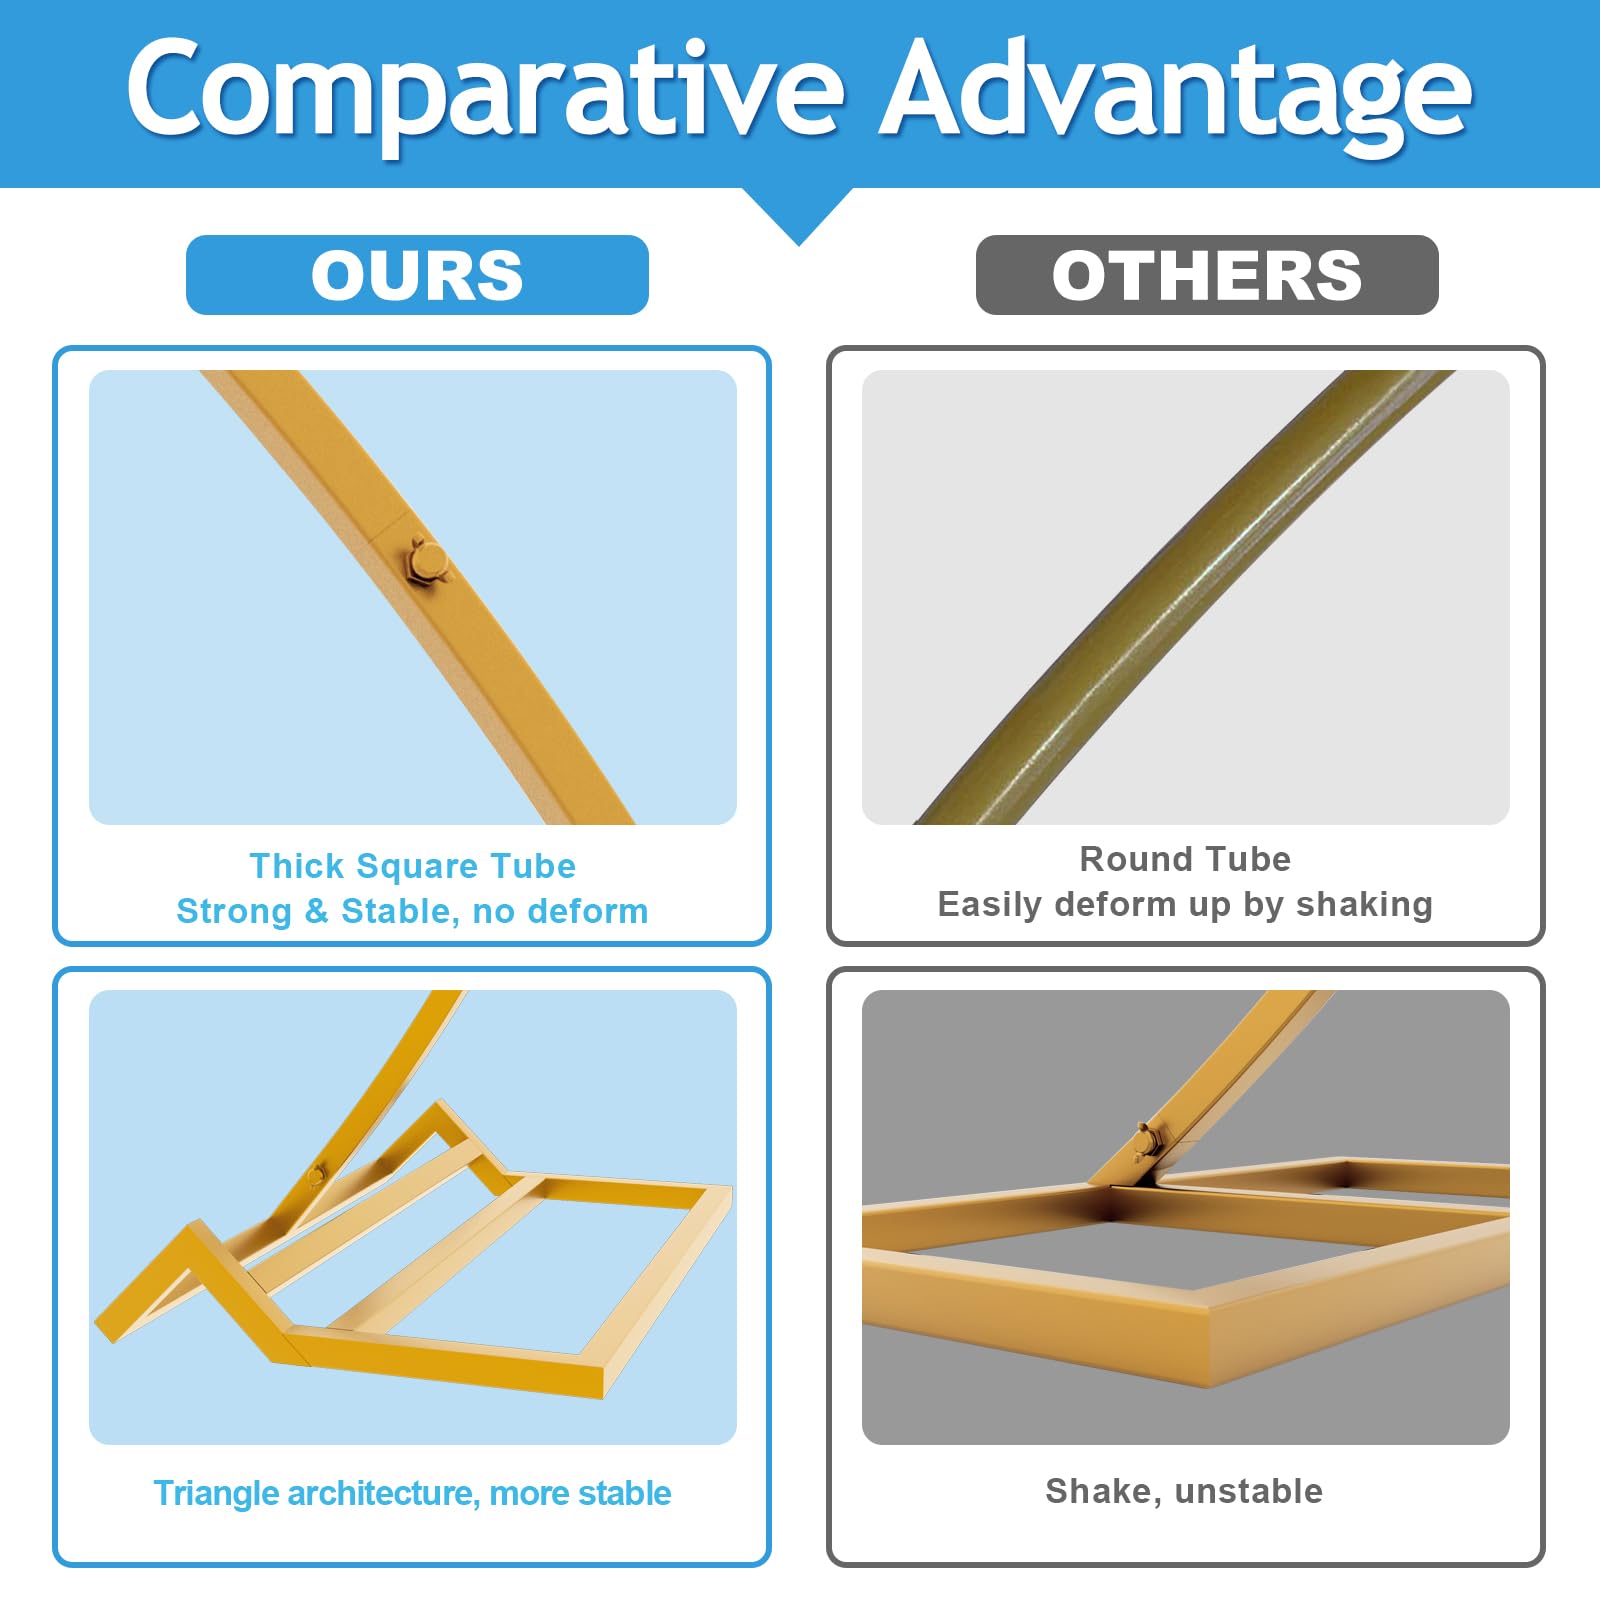 Comparative Advantage
OURS
OTHERS
Thick Square Tube
Strong & Stable, no deform
Round Tube
Easily deform up by shaking
Triangle architecture, more stable
Shake, unstable